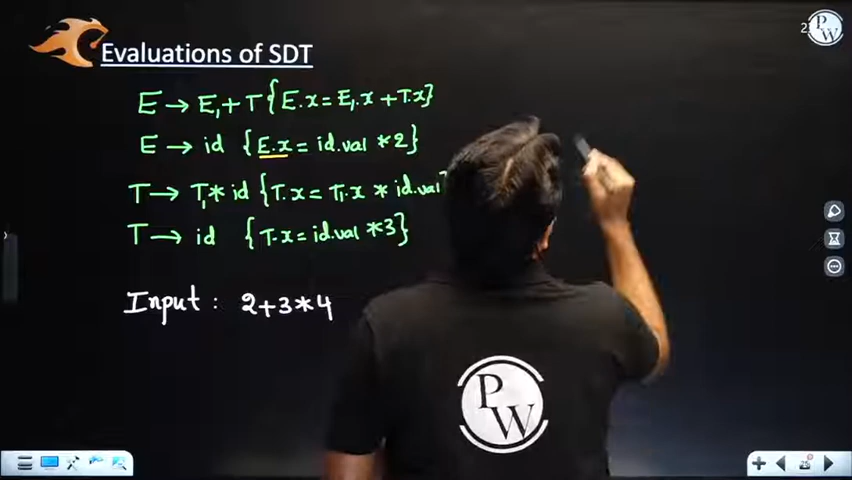 Evaluations of SDT
E → E₁ + T {E.x = E₁.x + T.x}
E → id {E.x = id.val * 2}
T → T₁ * id {T.x = T₁.x * id.val
T → id {T.x = id.val * 3}
Input : 2+3*4
PW
PW